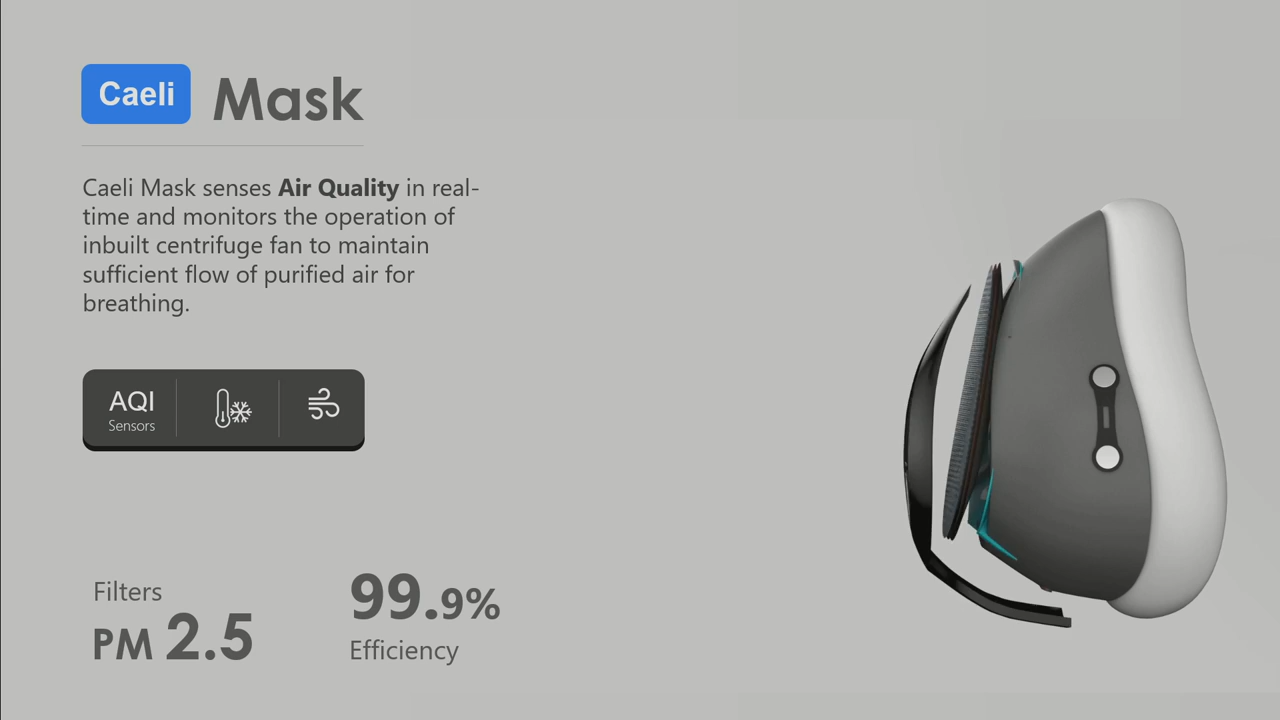 Caeli Mask
Caeli Mask senses Air Quality in real-
time and monitors the operation of
inbuilt centrifuge fan to maintain
sufficient flow of purified air for
breathing.
AQI
Sensors
Filters
PM 2.5
99.9%
Efficiency